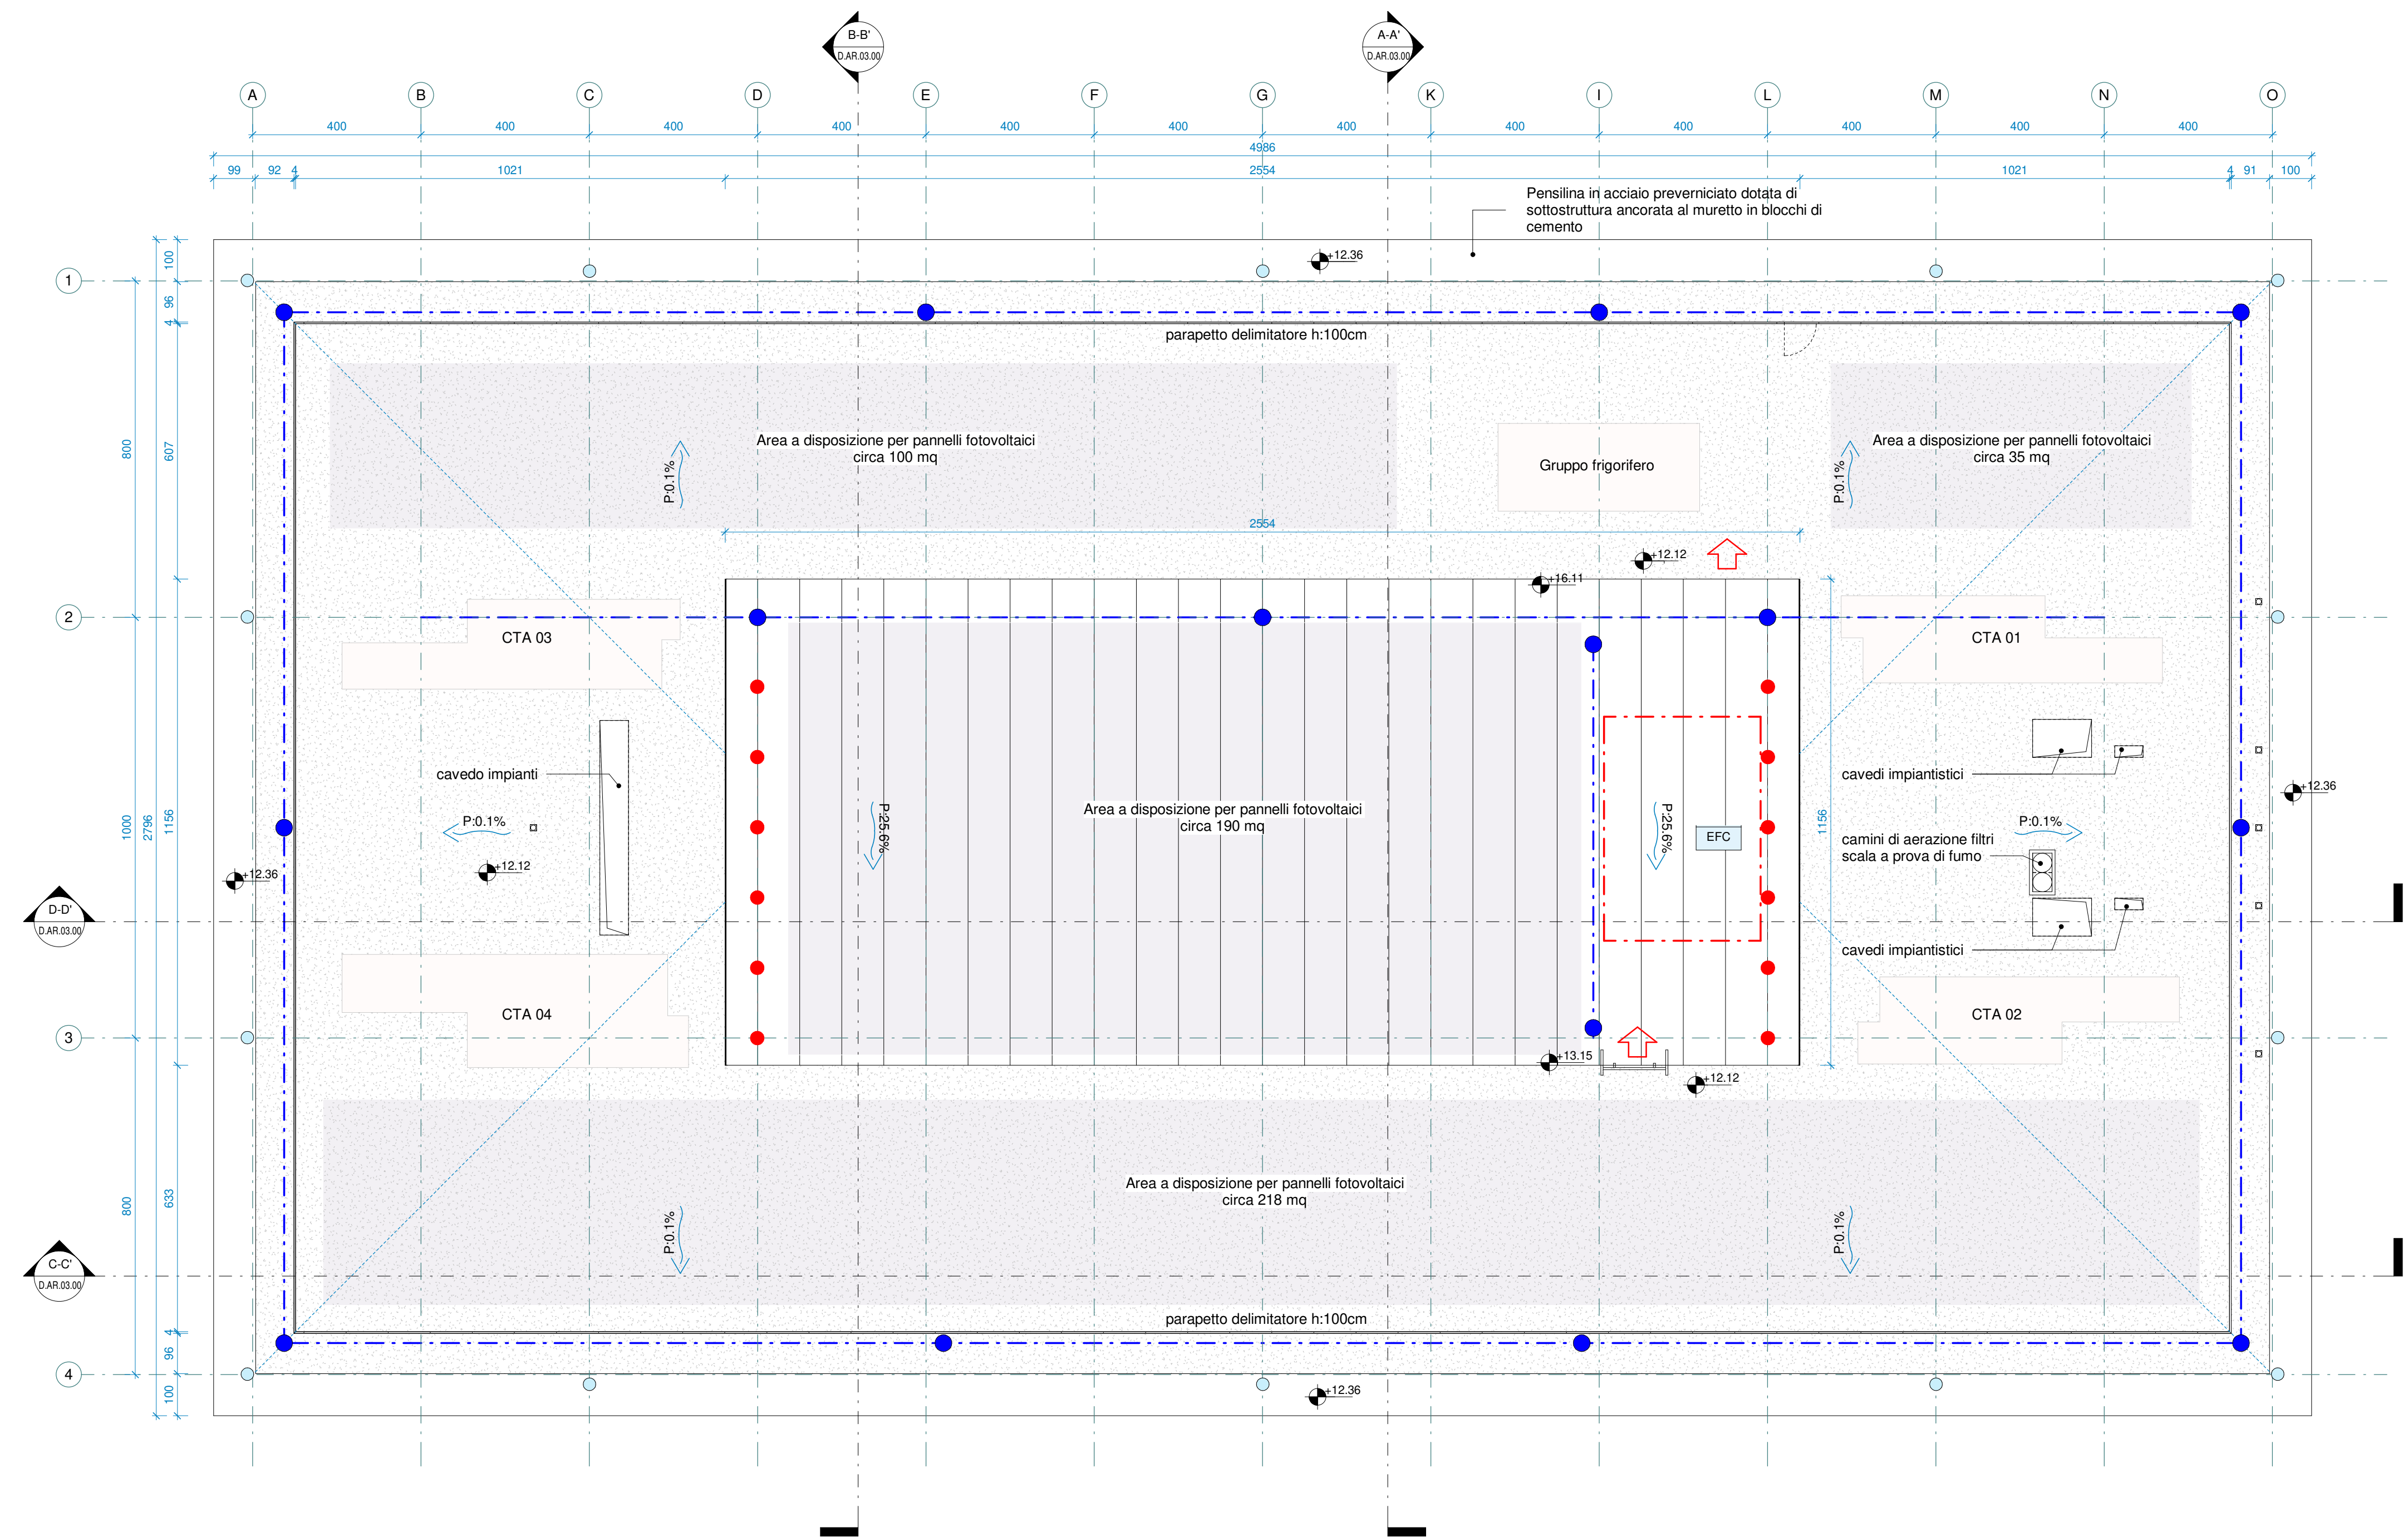 B-B'
D.AR.03.00
A-A'
D.AR.03.00
A
B
C
D
E
F
G
K
I
L
M
N
O
400
400
400
400
400
400
400
400
400
400
400
400
4986
99
92
4
1021
2554
1021
4
91
100
Pensilina in acciaio preverniciato dotata di
sottostruttura ancorata al muretto in blocchi di
cemento
100
+12.36
1
96
4
parapetto delimitatore h:100cm
800
607
P:0.1%
Area a disposizione per pannelli fotovoltaici
circa 100 mq
Gruppo frigorifero
P:0.1%
Area a disposizione per pannelli fotovoltaici
circa 35 mq
2554
+12.12
+16.11
2
CTA 03
CTA 01
cavedo impianti
cavedi impiantistici
1000
2796
1156
P:0.1%
P:25.6%
Area a disposizione per pannelli fotovoltaici
circa 190 mq
P:25.6%
EFC
1156
+12.36
P:0.1%
camini di aerazione filtri
scala a prova di fumo
+12.36
+12.12
D-D'
D.AR.03.00
cavedi impiantistici
CTA 04
CTA 02
3
+13.15
+12.12
800
633
Area a disposizione per pannelli fotovoltaici
circa 218 mq
P:0.1%
P:0.1%
C-C'
D.AR.03.00
parapetto delimitatore h:100cm
4
96
4
100
+12.36